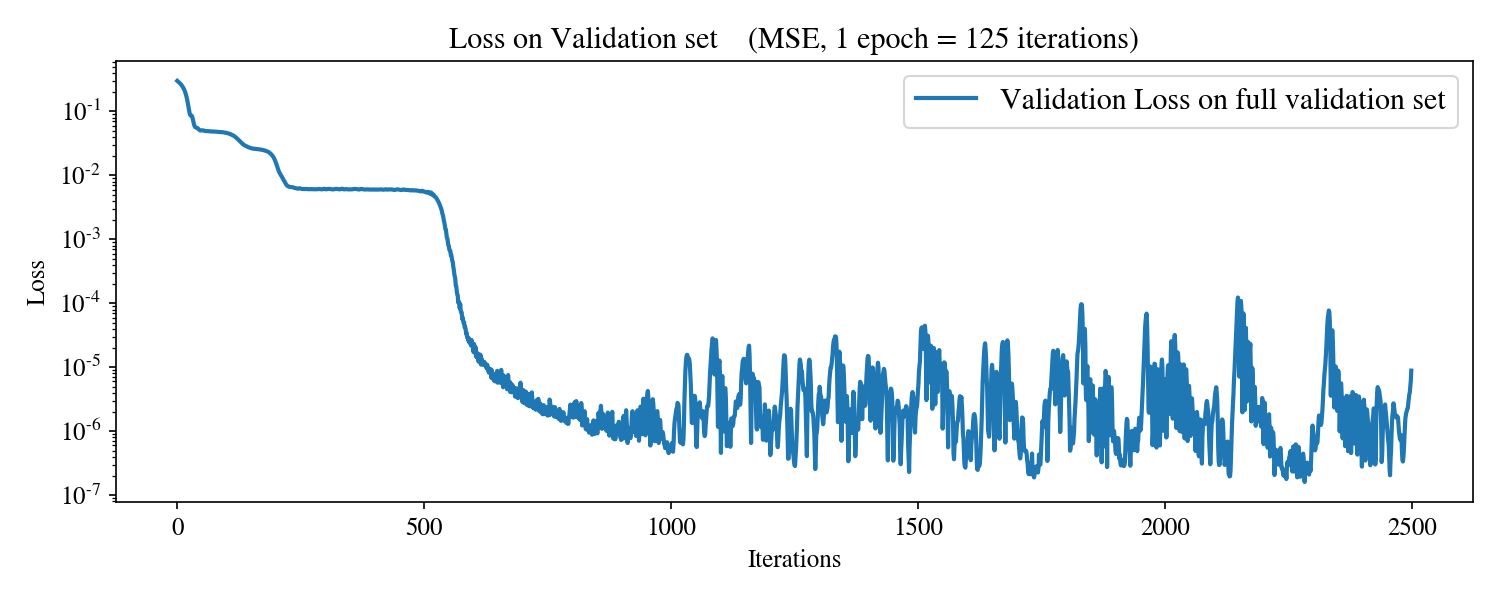 Loss on Validation set (MSE, 1 epoch = 125 iterations)
Validation Loss on full validation set
Loss
10⁻¹
10⁻²
10⁻³
10⁻⁴
10⁻⁵
10⁻⁶
10⁻⁷
0 500 1000 1500 2000 2500
Iterations